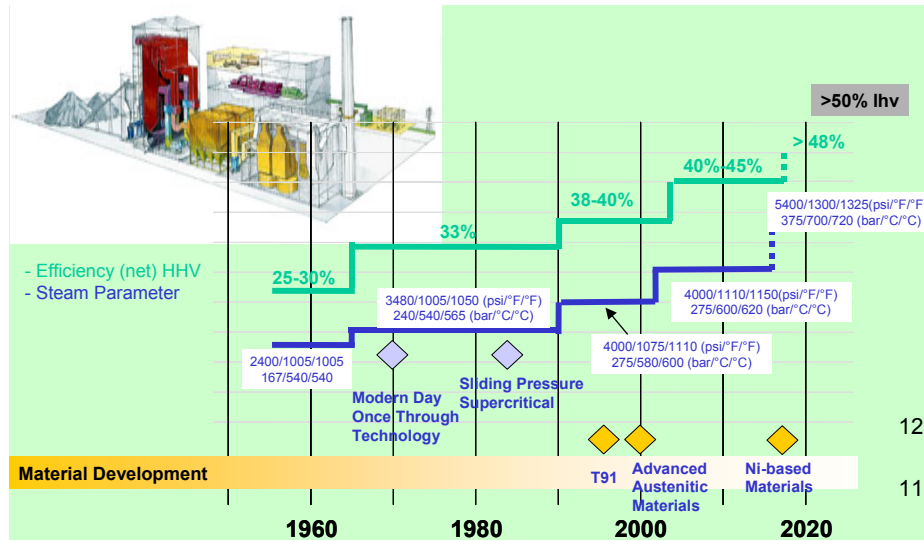 >50% lhv
> 48%
40%-45%
38-40%
33%
25-30%
5400/1300/1325(psi/°F/°F
375/700/720 (bar/°C/°C)
- Efficiency (net) HHV
- Steam Parameter
3480/1005/1050 (psi/°F/°F)
240/540/565 (bar/°C/°C)
4000/1110/1150(psi/°F/°F)
275/600/620 (bar/°C/°C)
4000/1075/1110 (psi/°F/°F)
275/580/600 (bar/°C/°C)
2400/1005/1005
167/540/540
Modern Day
Once Through
Technology
Sliding Pressure
Supercritical
12
Material Development
T91
Advanced
Austenitic
Materials
Ni-based
Materials
11
1960
1980
2000
2020